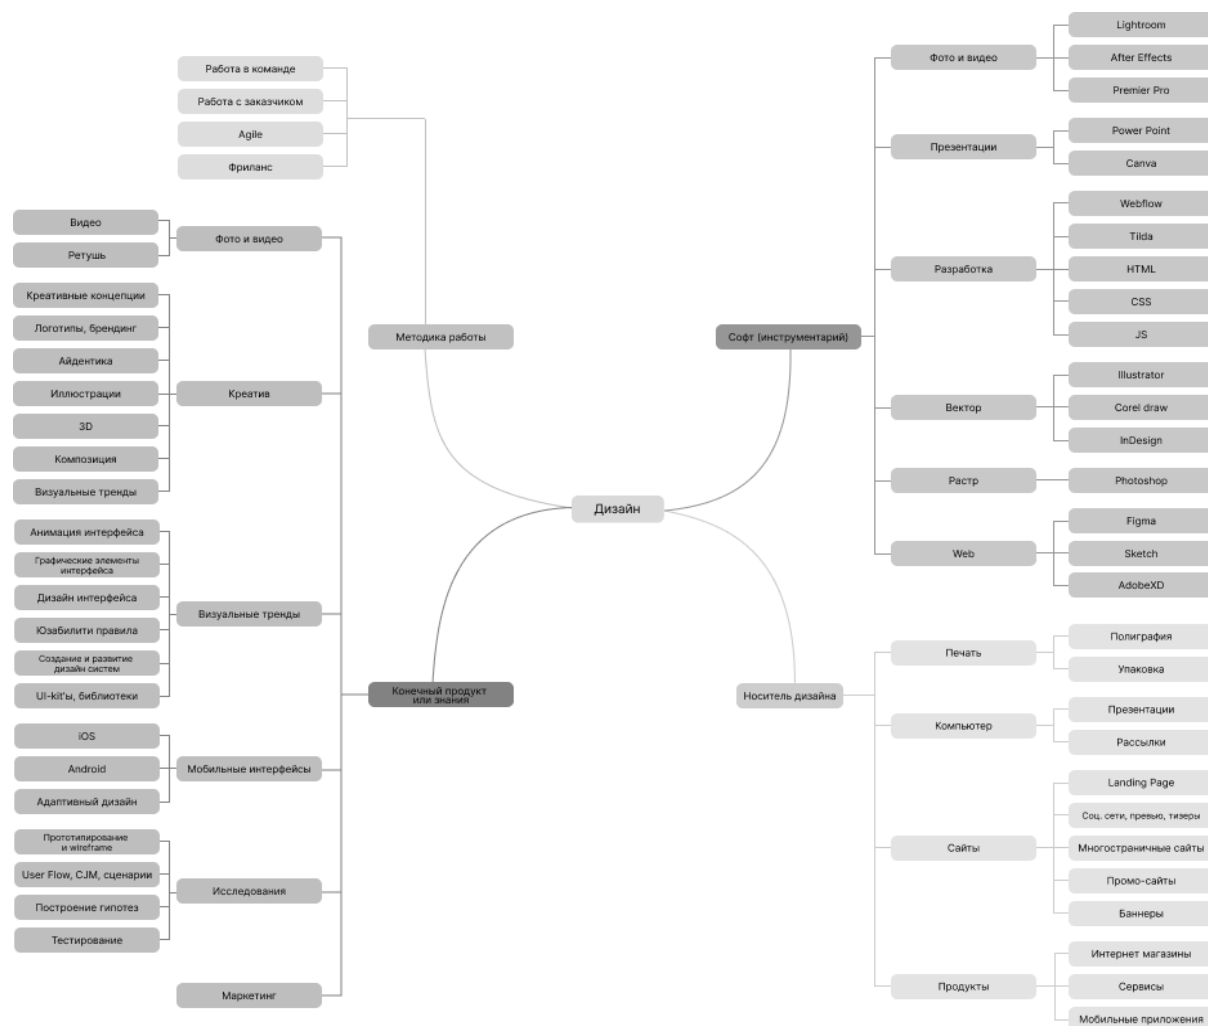 Работа в команде
Работа с заказчиком
Agile
Фриланс
Методика работы
Видео
Ретушь
Фото и видео
Креативные концепции
Логотипы, брендинг
Айдентика
Иллюстрации
3D
Композиция
Визуальные тренды
Креатив
Анимация интерфейса
Графические элементы
интерфейса
Дизайн интерфейса
Юзабилити правила
Создание и развитие
дизайн систем
UI-kit'ы, библиотеки
Визуальные тренды
Конечный продукт
или знания
iOS
Android
Адаптивный дизайн
Мобильные интерфейсы
Прототипирование
и wireframe
User Flow, CJM, сценарии
Построение гипотез
Тестирование
Исследования
Маркетинг
Дизайн
Софт (инструментарий)
Фото и видео
Lightroom
After Effects
Premier Pro
Презентации
Power Point
Canva
Разработка
Webflow
Tilda
HTML
CSS
JS
Вектор
Illustrator
Corel draw
InDesign
Растр
Photoshop
Web
Figma
Sketch
AdobeXD
Носитель дизайна
Печать
Полиграфия
Упаковка
Компьютер
Презентации
Рассылки
Сайты
Landing Page
Соц. сети, превью, тизеры
Многостраничные сайты
Промо-сайты
Баннеры
Продукты
Интернет магазины
Сервисы
Мобильные приложения